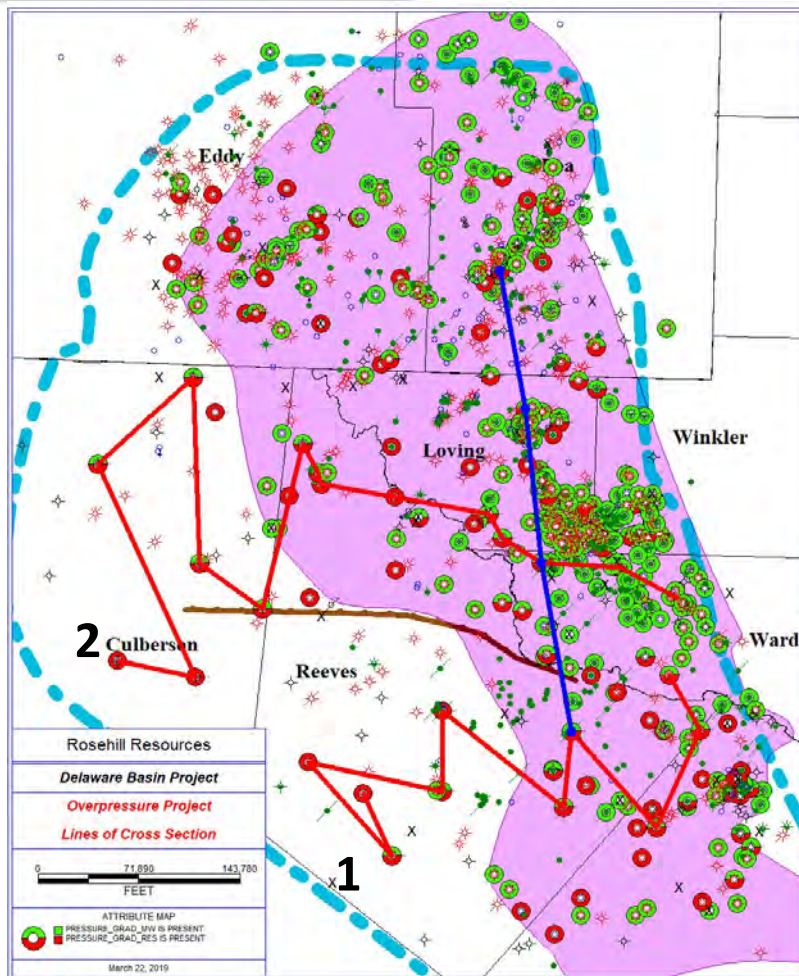 Eddy
a
a
Winkler
Loving
Ward
2
Culberson
Reeves
1
X
Rosehill Resources
Delaware Basin Project
Overpressure Project
Lines of Cross Section
0 71,890 143,780
FEET
ATTRIBUTE MAP
PRESSURE_GRAD_MW IS PRESENT
PRESSURE_GRAD_RES IS PRESENT
March 22, 2019